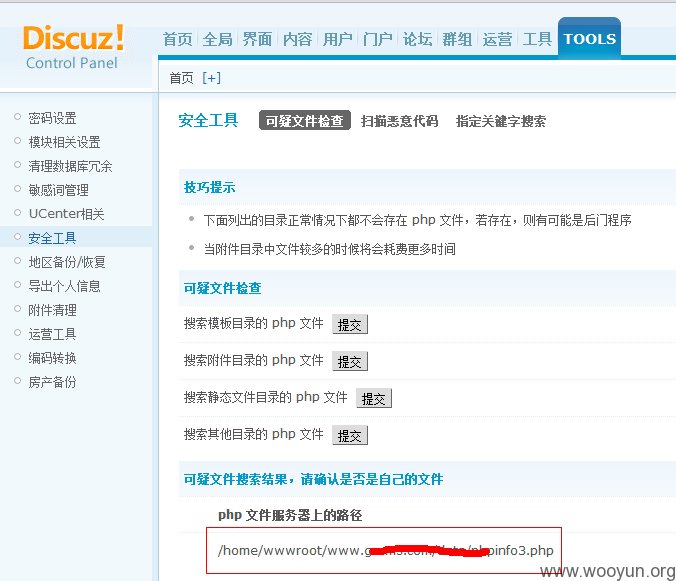 Discuz!
Control Panel
首页 全局 界面 内容 用户 门户 论坛 群组 运营 工具 TOOLS
首页 [+]
密码设置
模块相关设置
清理数据库冗余
敏感词管理
UCenter相关
安全工具
地区备份/恢复
导出个人信息
附件清理
运营工具
编码转换
房产备份
安全工具 可疑文件检查 扫描恶意代码 指定关键字搜索
技巧提示
下面列出的目录正常情况下都不会存在 php 文件，若存在，则有可能是后门程序
当附件目录中文件较多的时候将会耗费更多时间
可疑文件检查
搜索模板目录的 php 文件 提交
搜索附件目录的 php 文件 提交
搜索静态文件目录的 php 文件 提交
搜索其他目录的 php 文件 提交
可疑文件搜索结果，请确认是否是自己的文件
php 文件服务器上的路径
/home/wwwroot/www.
pinfo3.php
www.wooyun.org